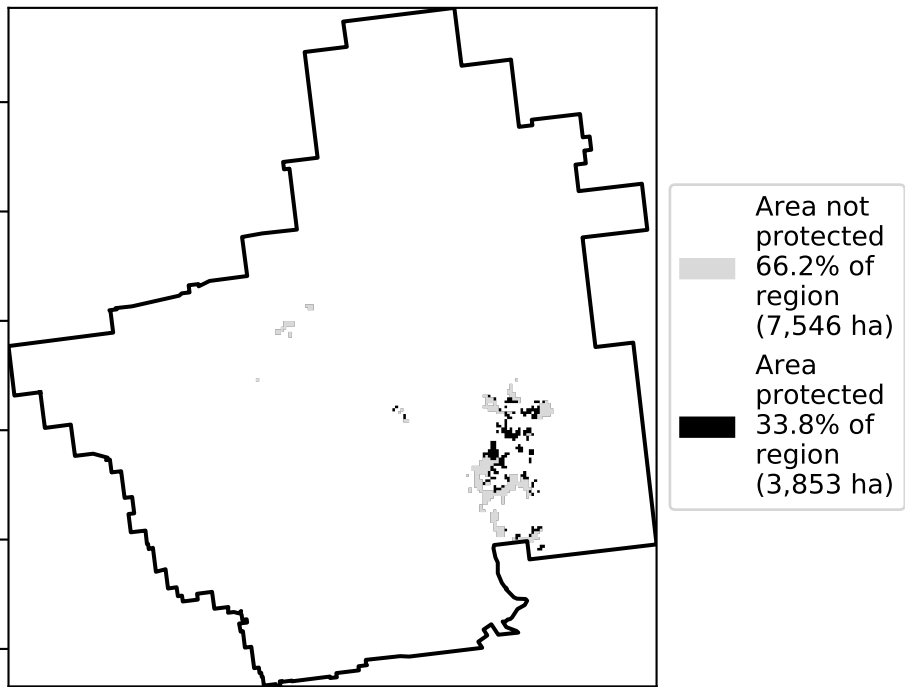 Area not
protected
66.2% of
region
(7,546 ha)
Area
protected
33.8% of
region
(3,853 ha)